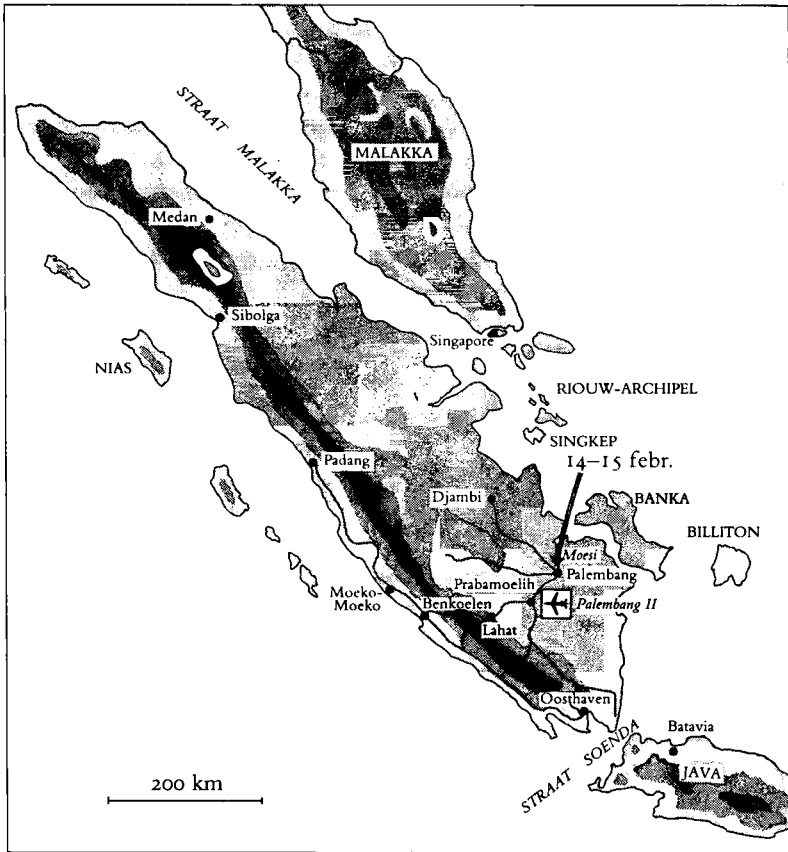 STRAAT MALAKKA
MALAKKA
Medan
Sibolga
Singapore
NIAS
RIOUW-ARCHIPEL
SINGKEP
14–15 febr.
Padang
Djambi
BANKA
BILLITON
Moesi
Palembang
Prabamoelih
Palembang II
Moeko-
Moeko
Benkoelen
Lahat
Oosthaven
Batavia
STRAAT SOENDA
JAVA
200 km